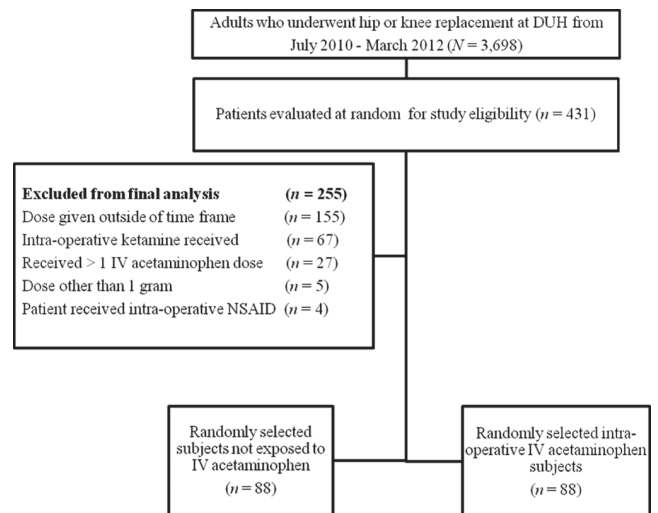 Adults who underwent hip or knee replacement at DUH from
July 2010 - March 2012 (N = 3,698)
Patients evaluated at random for study eligibility (n = 431)
Excluded from final analysis (n = 255)
Dose given outside of time frame (n = 155)
Intra-operative ketamine received (n = 67)
Received > 1 IV acetaminophen dose (n = 27)
Dose other than 1 gram (n = 5)
Patient received intra-operative NSAID (n = 4)
Randomly selected
subjects not exposed to
IV acetaminophen
(n = 88)
Randomly selected intra-
operative IV acetaminophen
subjects
(n = 88)